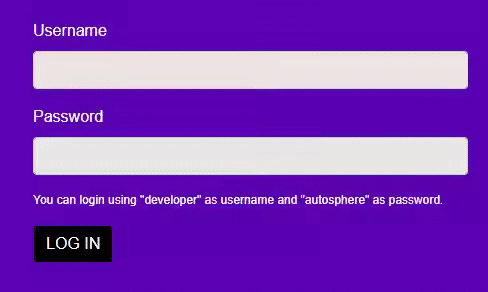 Username
Password
You can login using "developer" as username and "autosphere" as password.
LOG IN